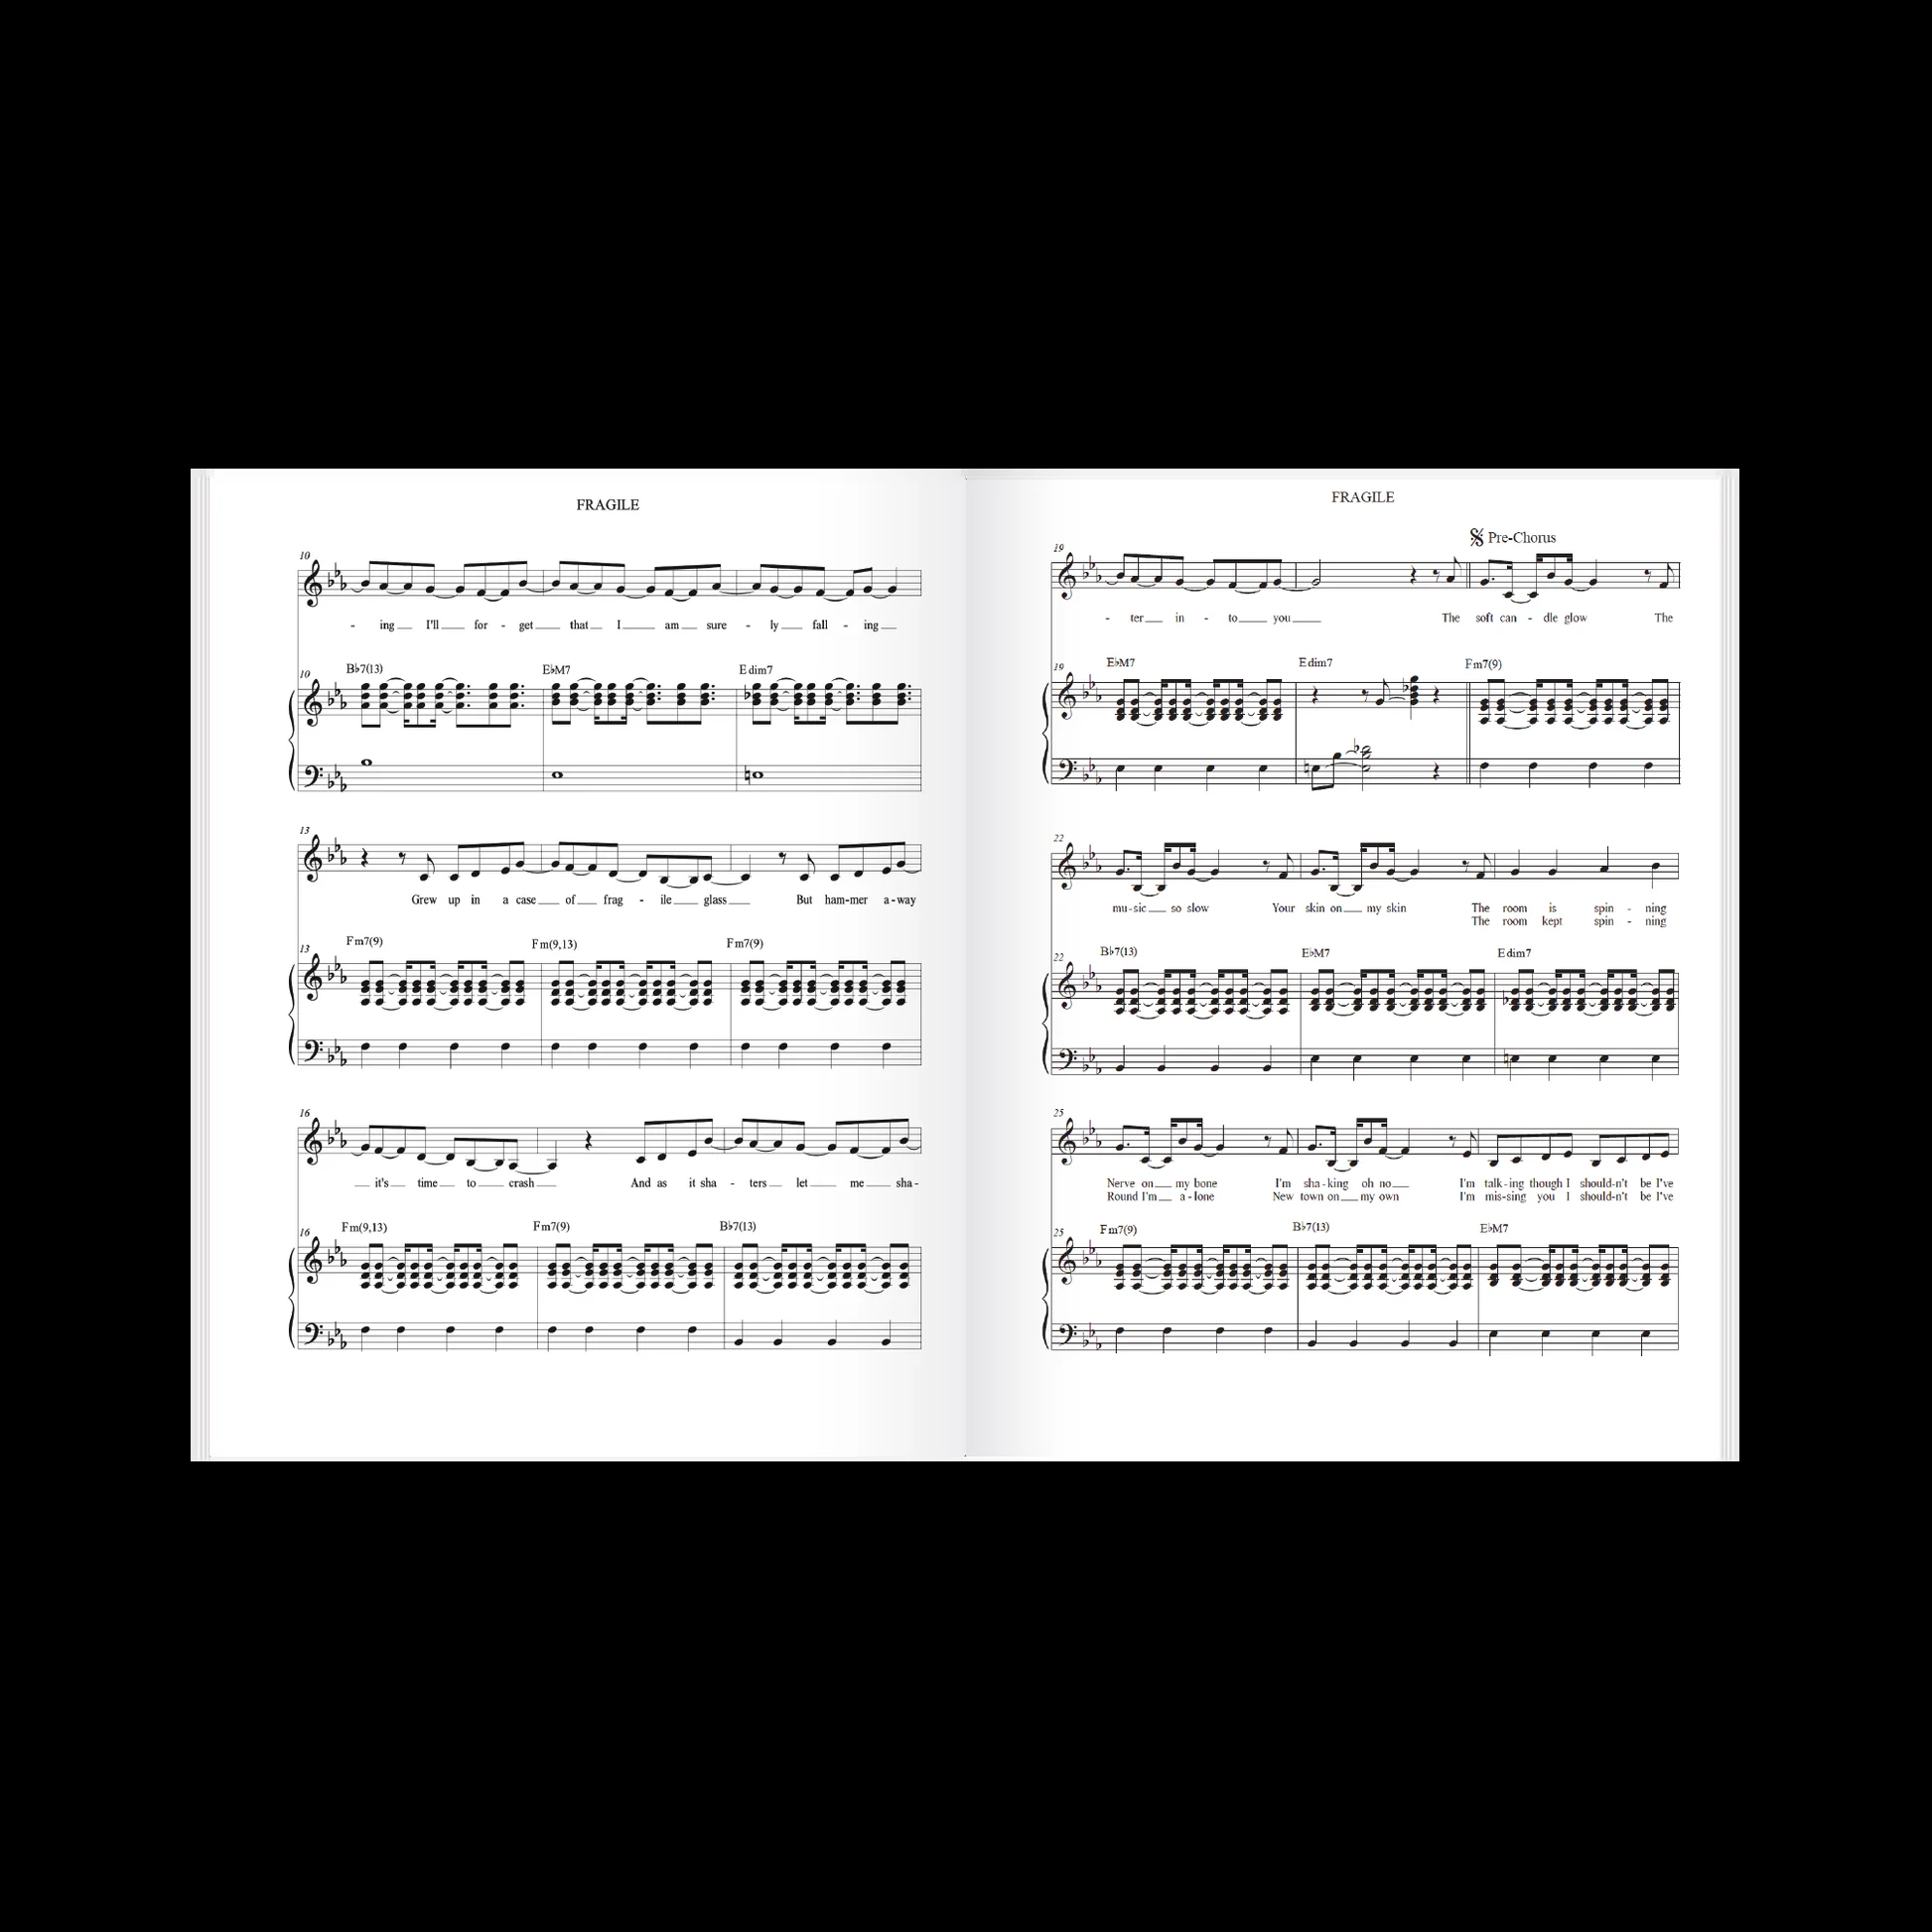 FRAGILE
10
- ing I'll for - get that I am sure - ly fall - ing
10
B♭7(13) E♭M7 Edim7
13
Grew up in a case of frag - ile glass But ham-mer a-way
13
Fm7(9) Fm(9,13) Fm7(9)
16
it's time to crash And as it sha - ters let me sha-
16
Fm(9,13) Fm7(9) B♭7(13)
FRAGILE
Pre-Chorus
19
- ter in - to you The soft can - dle glow The
19
E♭M7 Edim7 Fm7(9)
22
mu-sic so slow Your skin on my skin The room is spin - ning
The room kept spin - ning
22
B♭7(13) E♭M7 Edim7
25
Nerve on my bone I'm sha-king oh no I'm talk-ing though I should-n't be I've
Round I'm a-lone New town on my own I'm mis-sing you I should-n't be I've
25
Fm7(9) B♭7(13) E♭M7